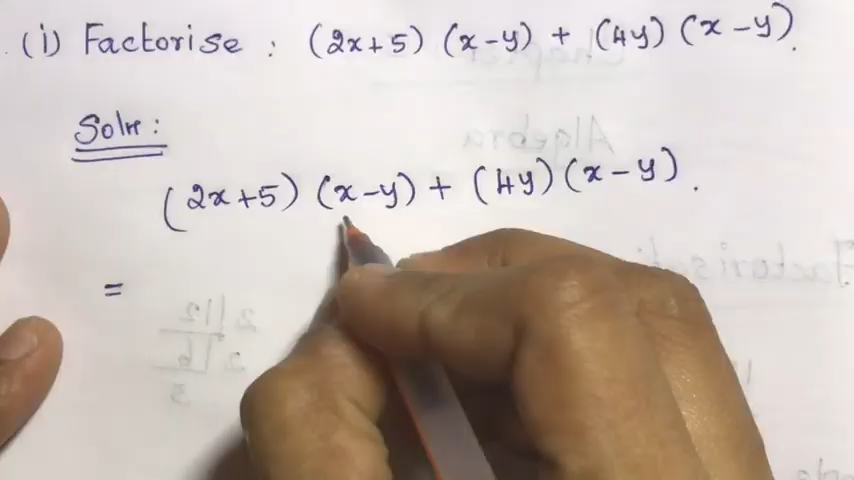 (i) Factorise : (2x+5) (x-y) + (4y) (x-y).
Soln:
(2x+5) (x-y) + (4y) (x-y).
=